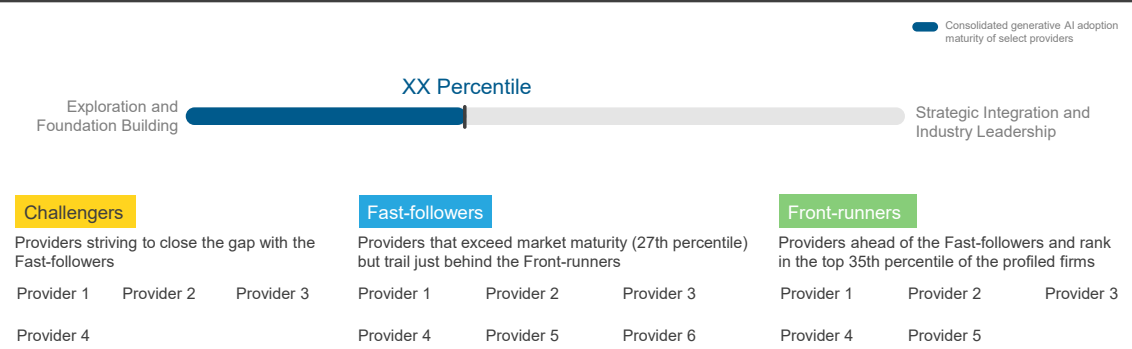 Consolidated generative AI adoption
maturity of select providers
XX Percentile
Exploration and
Foundation Building
Strategic Integration and
Industry Leadership
Challengers
Providers striving to close the gap with the
Fast-followers
Provider 1 Provider 2 Provider 3
Provider 4
Fast-followers
Providers that exceed market maturity (27th percentile)
but trail just behind the Front-runners
Provider 1 Provider 2 Provider 3
Provider 4 Provider 5 Provider 6
Front-runners
Providers ahead of the Fast-followers and rank
in the top 35th percentile of the profiled firms
Provider 1 Provider 2 Provider 3
Provider 4 Provider 5